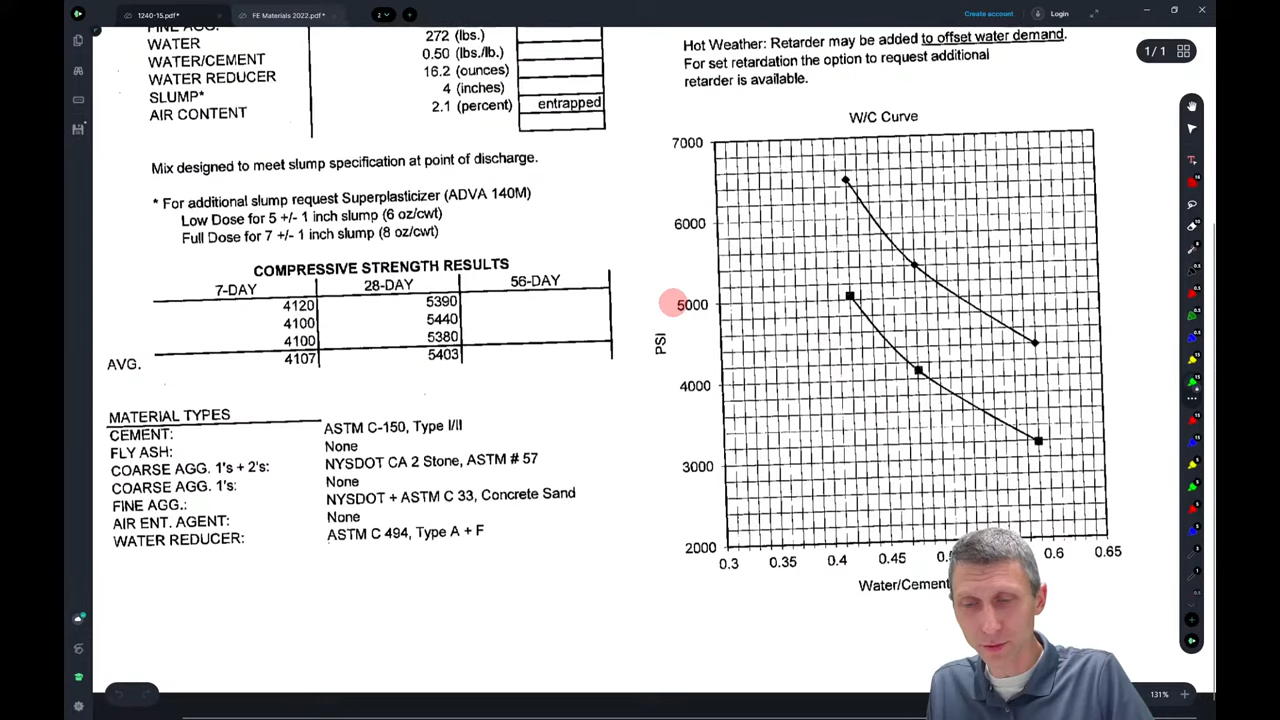 1240-15.pdf*
FE Materials 2022.pdf*
2
Create account
Login
1/1
FINE AGG.
WATER
WATER/CEMENT
WATER REDUCER
SLUMP*
AIR CONTENT
272 (lbs.)
0.50 (lbs./lb.)
16.2 (ounces)
4 (inches)
2.1 (percent)
entrapped
Hot Weather: Retarder may be added to offset water demand.
For set retardation the option to request additional
retarder is available.
Mix designed to meet slump specification at point of discharge.
* For additional slump request Superplasticizer (ADVA 140M)
Low Dose for 5 +/- 1 inch slump (6 oz/cwt)
Full Dose for 7 +/- 1 inch slump (8 oz/cwt)
COMPRESSIVE STRENGTH RESULTS
7-DAY 28-DAY 56-DAY
4120 5390
4100 5440
4100 5380
AVG. 4107 5403
MATERIAL TYPES
CEMENT: ASTM C-150, Type I/II
FLY ASH: None
COARSE AGG. 1's + 2's: NYSDOT CA 2 Stone, ASTM # 57
COARSE AGG. 1's: None
FINE AGG.: NYSDOT + ASTM C 33, Concrete Sand
AIR ENT. AGENT: None
WATER REDUCER: ASTM C 494, Type A + F
W/C Curve
7000
6000
5000
PSI
4000
3000
2000
0.3 0.35 0.4 0.45 0.6 0.65
Water/Cement
131%